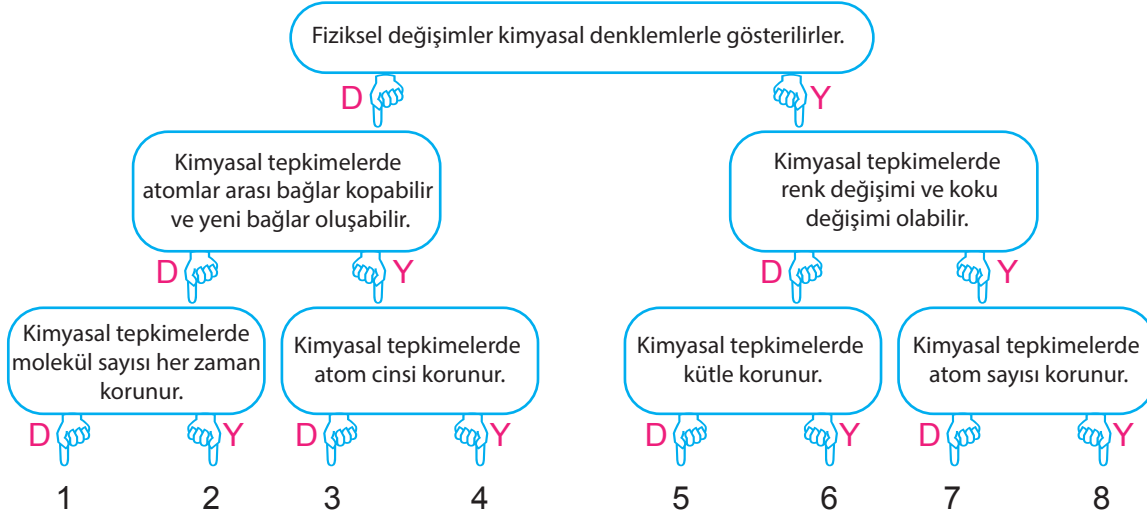 Fiziksel değişimler kimyasal denklemlerle gösterilirler.
D
Y
Kimyasal tepkimelerde
atomlar arası bağlar kopabilir
ve yeni bağlar oluşabilir.
Kimyasal tepkimelerde
renk değişimi ve koku
değişimi olabilir.
D
Y
D
Y
Kimyasal tepkimelerde
molekül sayısı her zaman
korunur.
Kimyasal tepkimelerde
atom cinsi korunur.
Kimyasal tepkimelerde
kütle korunur.
Kimyasal tepkimelerde
atom sayısı korunur.
D
Y
D
Y
D
Y
D
Y
1
2
3
4
5
6
7
8